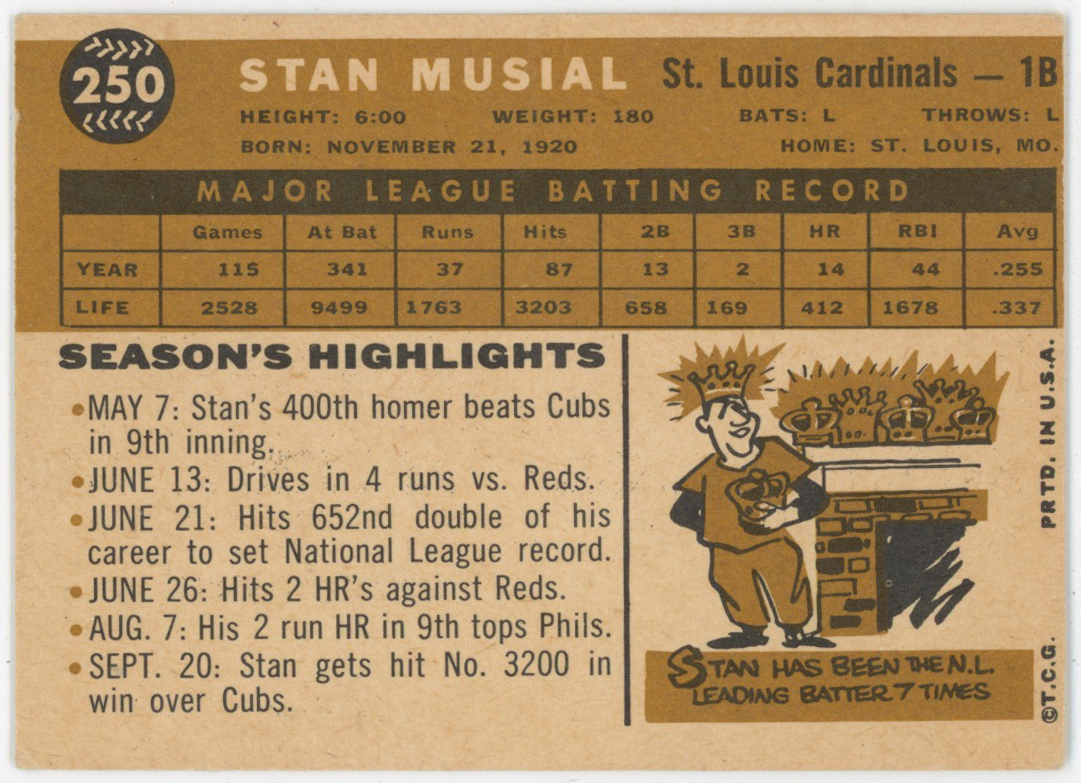 250
STAN MUSIAL St. Louis Cardinals — 1B
HEIGHT: 6:00 WEIGHT: 180 BATS: L THROWS: L
BORN: NOVEMBER 21, 1920 HOME: ST. LOUIS, MO.
MAJOR LEAGUE BATTING RECORD
Games At Bat Runs Hits 2B 3B HR RBI Avg
YEAR 115 341 37 87 13 2 14 44 .255
LIFE 2528 9499 1763 3203 658 169 412 1678 .337
SEASON'S HIGHLIGHTS
•MAY 7: Stan's 400th homer beats Cubs
in 9th inning.
•JUNE 13: Drives in 4 runs vs. Reds.
•JUNE 21: Hits 652nd double of his
career to set National League record.
•JUNE 26: Hits 2 HR's against Reds.
•AUG. 7: His 2 run HR in 9th tops Phils.
•SEPT. 20: Stan gets hit No. 3200 in
win over Cubs.
STAN HAS BEEN THE N.L.
LEADING BATTER 7 TIMES
©T.C.G. PRTD. IN U.S.A.